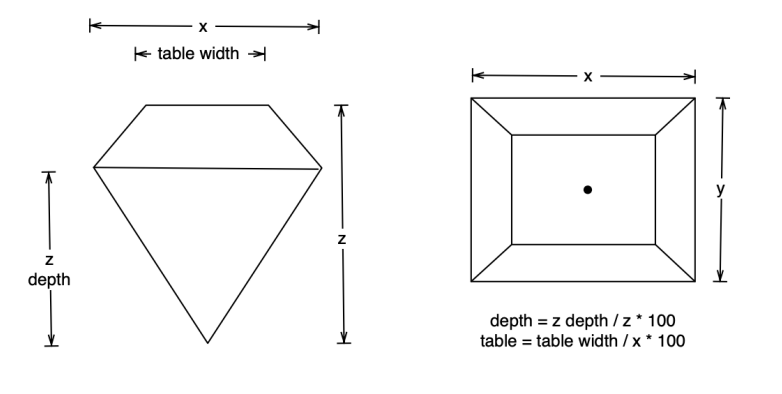 x
table width
z
depth
z
x
y
depth = z depth / z * 100
table = table width / x * 100